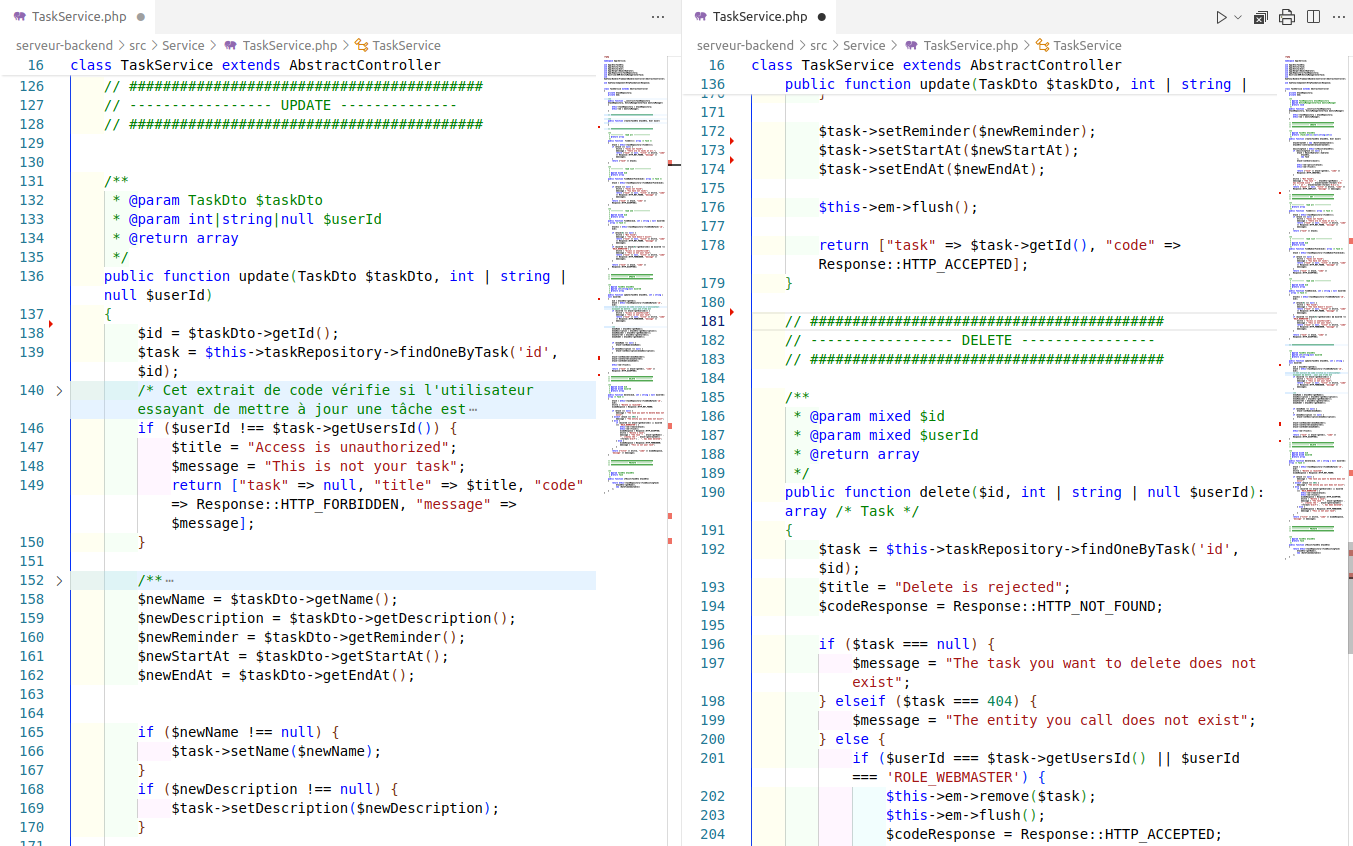 TaskService.php
serveur-backend > src > Service > TaskService.php > TaskService
16 class TaskService extends AbstractController
126 // ##########################################
127 // ----------------- UPDATE ---------------
128 // ##########################################
129
130
131 /**
132 * @param TaskDto $taskDto
133 * @param int|string|null $userId
134 * @return array
135 */
136 public function update(TaskDto $taskDto, int | string |
null $userId)
137 {
138 $id = $taskDto->getId();
139 $task = $this->taskRepository->findOneByTask('id',
$id);
140 /* Cet extrait de code vérifie si l'utilisateur
essayant de mettre à jour une tâche est…
146 if ($userId !== $task->getUsersId()) {
147 $title = "Access is unauthorized";
148 $message = "This is not your task";
149 return ["task" => null, "title" => $title, "code"
=> Response::HTTP_FORBIDDEN, "message" =>
$message];
150 }
151
152 /**…
158 $newName = $taskDto->getName();
159 $newDescription = $taskDto->getDescription();
160 $newReminder = $taskDto->getReminder();
161 $newStartAt = $taskDto->getStartAt();
162 $newEndAt = $taskDto->getEndAt();
163
164
165 if ($newName !== null) {
166 $task->setName($newName);
167 }
168 if ($newDescription !== null) {
169 $task->setDescription($newDescription);
170 }
171
TaskService.php
serveur-backend > src > Service > TaskService.php > TaskService
16 class TaskService extends AbstractController
136 public function update(TaskDto $taskDto, int | string |
171
172 $task->setReminder($newReminder);
173 $task->setStartAt($newStartAt);
174 $task->setEndAt($newEndAt);
175
176 $this->em->flush();
177
178 return ["task" => $task->getId(), "code" =>
Response::HTTP_ACCEPTED];
179 }
180
181 // ##########################################
182 // ----------------- DELETE ----------------
183 // ##########################################
184
185 /**
186 * @param mixed $id
187 * @param mixed $userId
188 * @return array
189 */
190 public function delete($id, int | string | null $userId):
array /* Task */
191 {
192 $task = $this->taskRepository->findOneByTask('id',
$id);
193 $title = "Delete is rejected";
194 $codeResponse = Response::HTTP_NOT_FOUND;
195
196 if ($task === null) {
197 $message = "The task you want to delete does not
exist";
198 } elseif ($task === 404) {
199 $message = "The entity you call does not exist";
200 } else {
201 if ($userId === $task->getUsersId() || $userId
=== 'ROLE_WEBMASTER') {
202 $this->em->remove($task);
203 $this->em->flush();
204 $codeResponse = Response::HTTP_ACCEPTED;